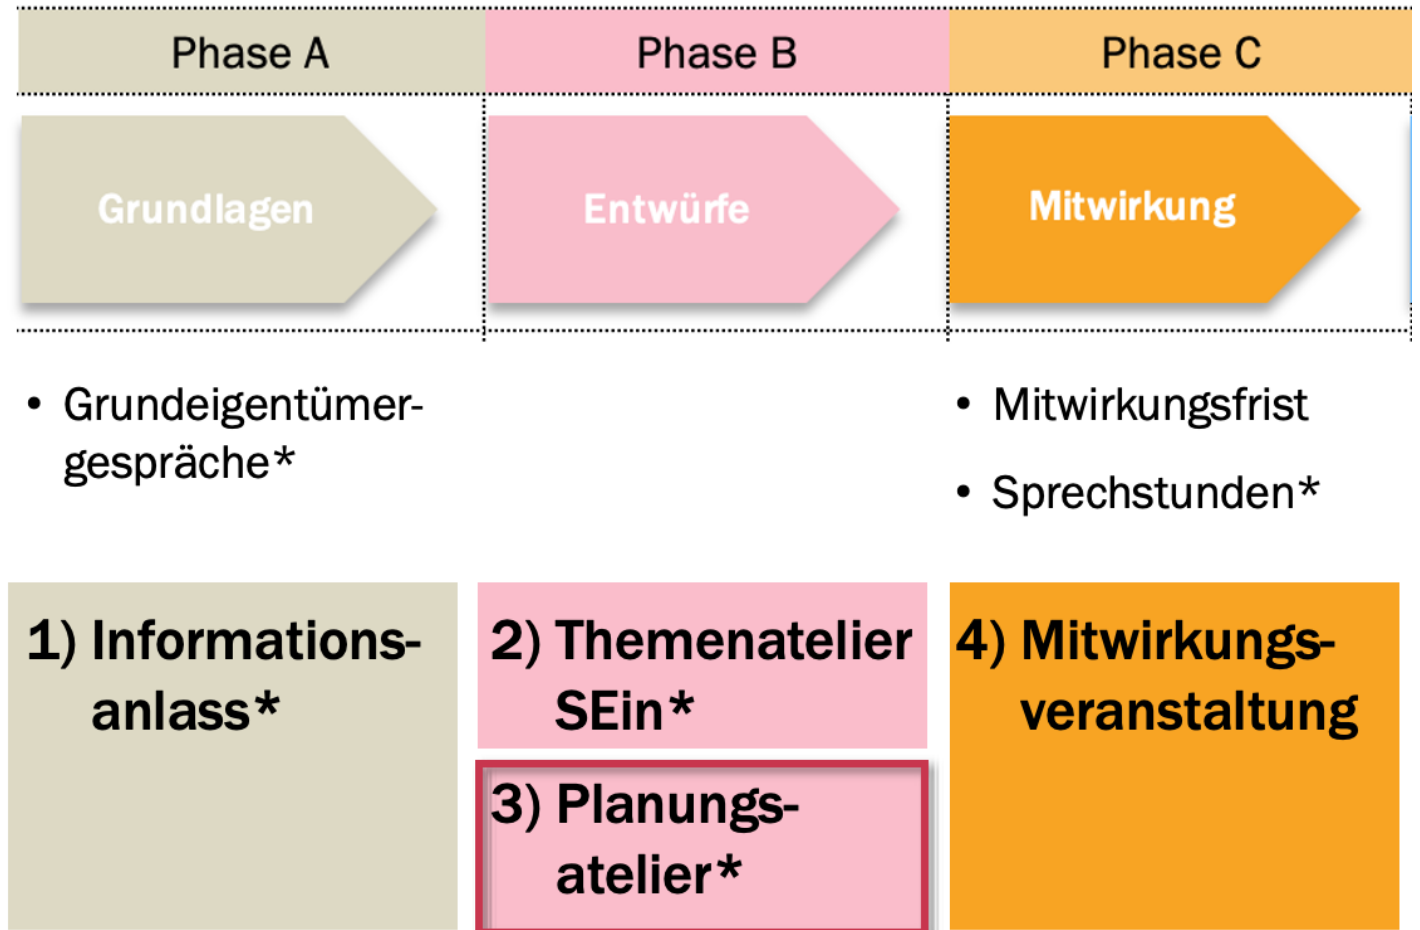 Phase A
Phase B
Phase C
Grundlagen
Entwürfe
Mitwirkung
• Grundeigentümer-
gespräche*
• Mitwirkungsfrist
• Sprechstunden*
1) Informations-
anlass*
2) Themenatelier
SEin*
3) Planungs-
atelier*
4) Mitwirkungs-
veranstaltung